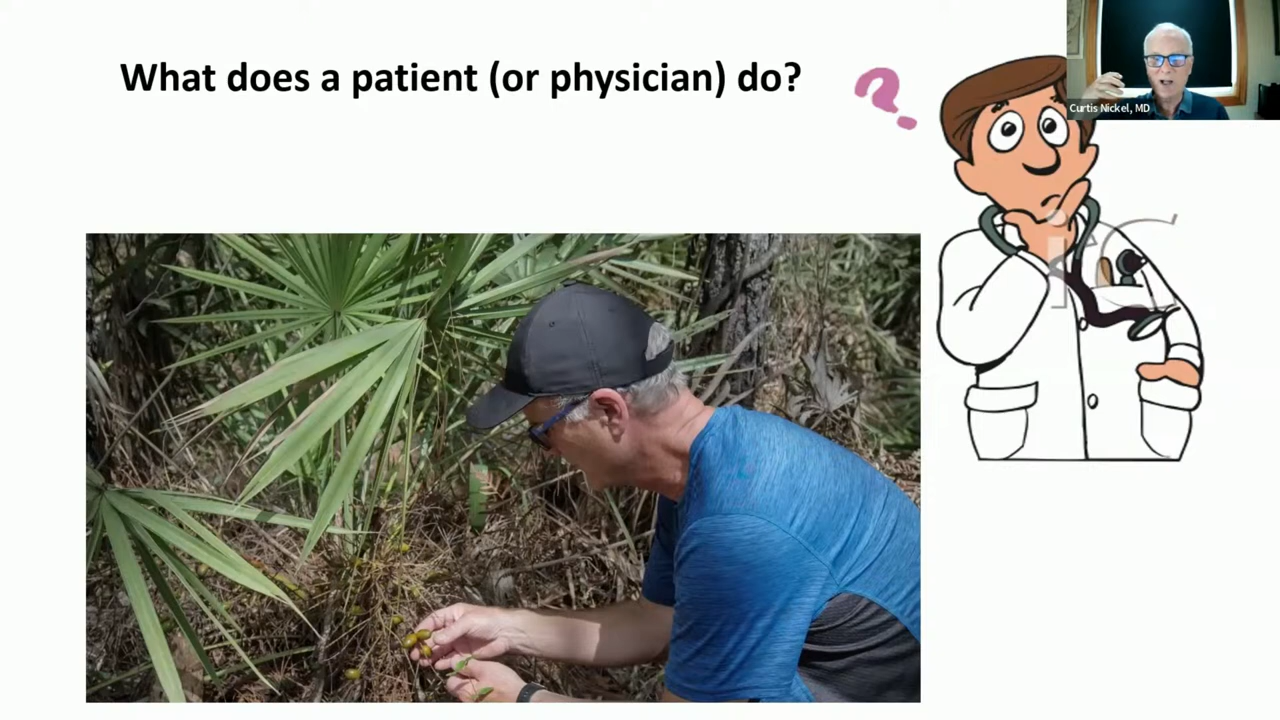 What does a patient (or physician) do?
Curtis Nickel, MD